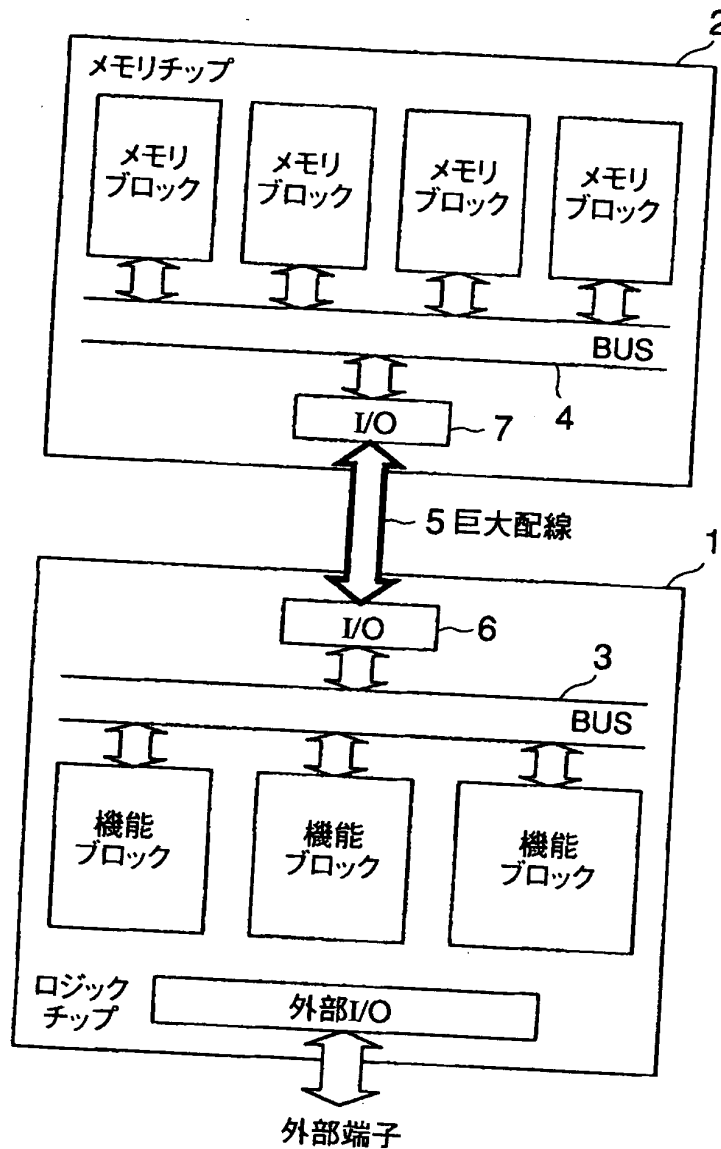 2
メモリチップ
メモリ
ブロック
メモリ
ブロック
メモリ
ブロック
メモリ
ブロック
BUS
4
I/O
7
5 巨大配線
1
I/O
6
3
BUS
機能
ブロック
機能
ブロック
機能
ブロック
ロジック
チップ
外部I/O
外部端子